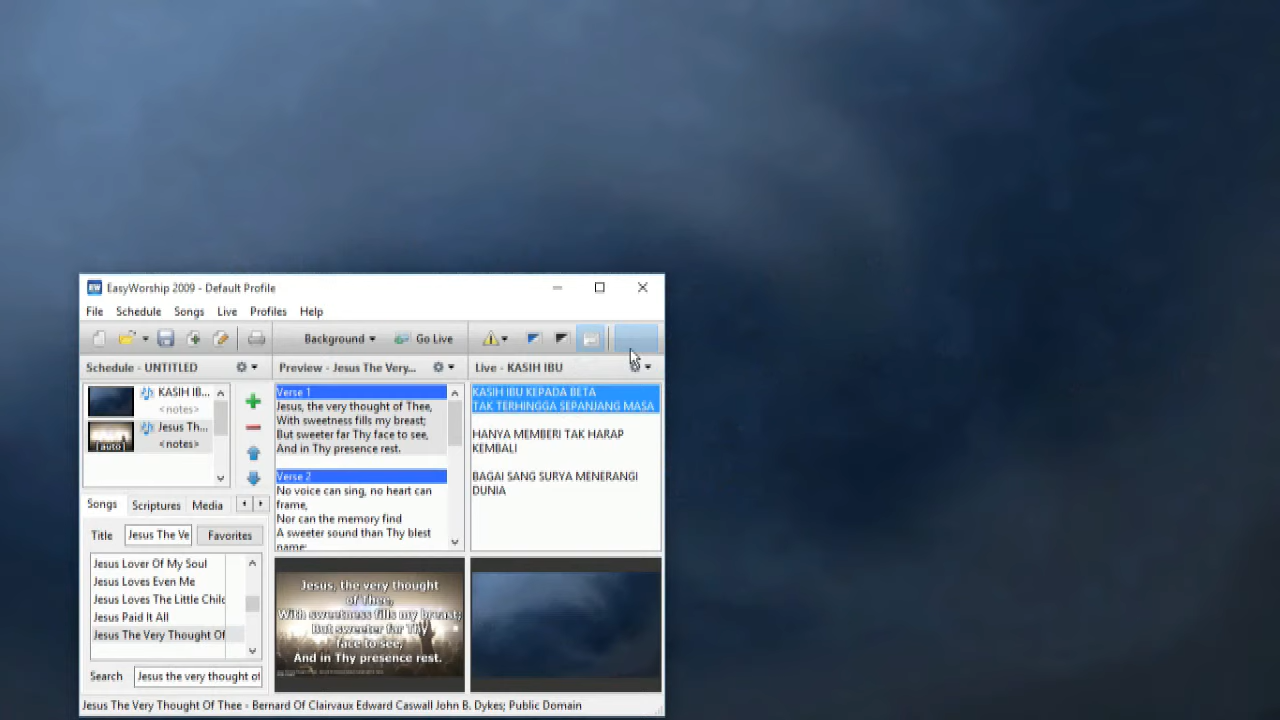 EasyWorship 2009 - Default Profile
File Schedule Songs Live Profiles Help
Background Go Live
Schedule - UNTITLED
Preview - Jesus The Very...
Live - KASIH IBU
KASIH IB...
<notes>
Jesus Th...
<notes>
[auto]
Verse 1
Jesus, the very thought of Thee,
With sweetness fills my breast;
But sweeter far Thy face to see,
And in Thy presence rest.
Verse 2
No voice can sing, no heart can
frame,
Nor can the memory find
A sweeter sound than Thy blest
name;
KASIH IBU KEPADA BETA
TAK TERHINGGA SEPANJANG MASA
HANYA MEMBERI TAK HARAP
KEMBALI
BAGAI SANG SURYA MENERANGI
DUNIA
Songs Scriptures Media
Title Jesus The Ve Favorites
Jesus Lover Of My Soul
Jesus Loves Even Me
Jesus Loves The Little Child
Jesus Paid It All
Jesus The Very Thought Of
Search Jesus the very thought of
Jesus, the very thought
of Thee,
With sweetness fills my breast;
But sweeter far Thy
face to see,
And in Thy presence rest.
Jesus The Very Thought Of Thee - Bernard Of Clairvaux Edward Caswall John B. Dykes; Public Domain